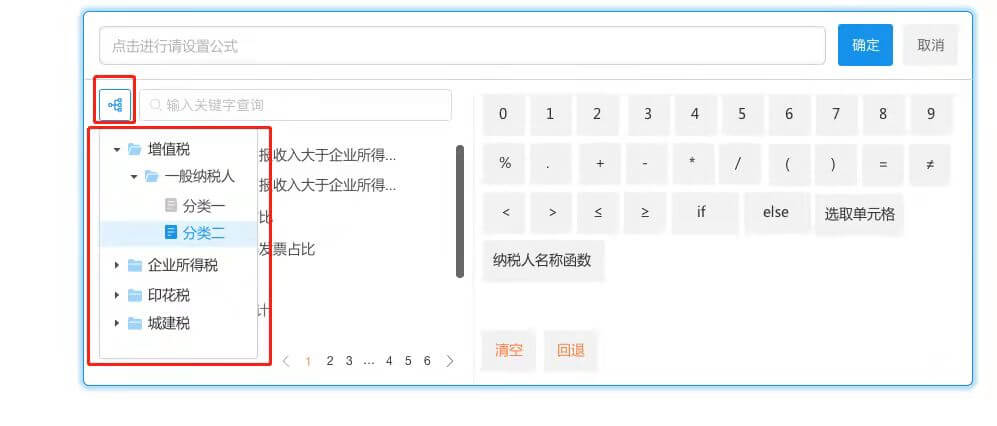 点击进行请设置公式 确定 取消
输入关键字查询
0 1 2 3 4 5 6 7 8 9
% . + - * / ( ) = ≠
< > ≤ ≥ if else 选取单元格
纳税人名称函数
清空 回退
增值税
一般纳税人
分类一
分类二
企业所得税
印花税
城建税
报收入大于企业所得...
报收入大于企业所得...
比
发票占比
计
1 2 3 ... 4 5 6